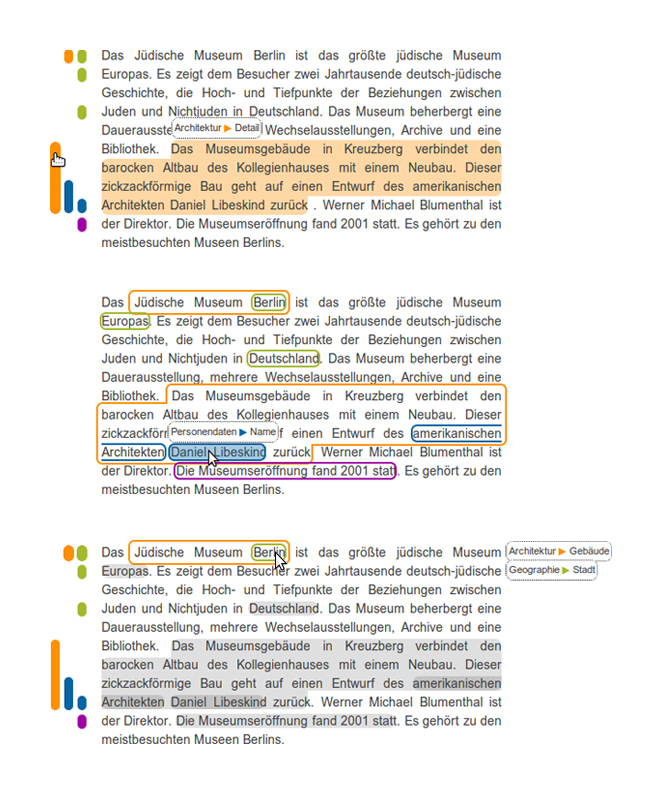 Das Jüdische Museum Berlin ist das größte jüdische Museum
Europas. Es zeigt dem Besucher zwei Jahrtausende deutsch-jüdische
Geschichte, die Hoch- und Tiefpunkte der Beziehungen zwischen
Juden und Nichtjuden in Deutschland. Das Museum beherbergt eine
Dauerausste Architektur ▶ Detail Wechselausstellungen, Archive und eine
Bibliothek. Das Museumsgebäude in Kreuzberg verbindet den
barocken Altbau des Kollegienhauses mit einem Neubau. Dieser
zickzackförmige Bau geht auf einen Entwurf des amerikanischen
Architekten Daniel Libeskind zurück . Werner Michael Blumenthal ist
der Direktor. Die Museumseröffnung fand 2001 statt. Es gehört zu den
meistbesuchten Museen Berlins.
Das Jüdische Museum Berlin ist das größte jüdische Museum
Europas. Es zeigt dem Besucher zwei Jahrtausende deutsch-jüdische
Geschichte, die Hoch- und Tiefpunkte der Beziehungen zwischen
Juden und Nichtjuden in Deutschland. Das Museum beherbergt eine
Dauerausstellung, mehrere Wechselausstellungen, Archive und eine
Bibliothek. Das Museumsgebäude in Kreuzberg verbindet den
barocken Altbau des Kollegienhauses mit einem Neubau. Dieser
zickzackförr Personendaten ▶ Name f einen Entwurf des amerikanischen
Architekten Daniel Libeskind zurück. Werner Michael Blumenthal ist
der Direktor. Die Museumseröffnung fand 2001 statt. Es gehört zu den
meistbesuchten Museen Berlins.
Das Jüdische Museum Berlin ist das größte jüdische Museum Architektur ▶ Gebäude
Europas. Es zeigt dem Besucher zwei Jahrtausende deutsch-jüdische Geographie ▶ Stadt
Geschichte, die Hoch- und Tiefpunkte der Beziehungen zwischen
Juden und Nichtjuden in Deutschland. Das Museum beherbergt eine
Dauerausstellung, mehrere Wechselausstellungen, Archive und eine
Bibliothek. Das Museumsgebäude in Kreuzberg verbindet den
barocken Altbau des Kollegienhauses mit einem Neubau. Dieser
zickzackförmige Bau geht auf einen Entwurf des amerikanischen
Architekten Daniel Libeskind zurück. Werner Michael Blumenthal ist
der Direktor. Die Museumseröffnung fand 2001 statt. Es gehört zu den
meistbesuchten Museen Berlins.